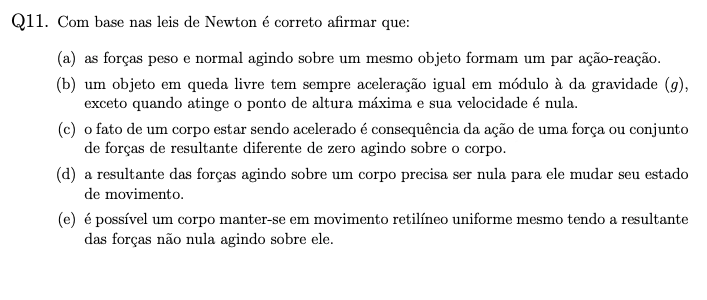 Q11. Com base nas leis de Newton é correto afirmar que:
(a) as forças peso e normal agindo sobre um mesmo objeto formam um par ação-reação.
(b) um objeto em queda livre tem sempre aceleração igual em módulo à da gravidade (g),
exceto quando atinge o ponto de altura máxima e sua velocidade é nula.
(c) o fato de um corpo estar sendo acelerado é consequência da ação de uma força ou conjunto
de forças de resultante diferente de zero agindo sobre o corpo.
(d) a resultante das forças agindo sobre um corpo precisa ser nula para ele mudar seu estado
de movimento.
(e) é possível um corpo manter-se em movimento retilíneo uniforme mesmo tendo a resultante
das forças não nula agindo sobre ele.